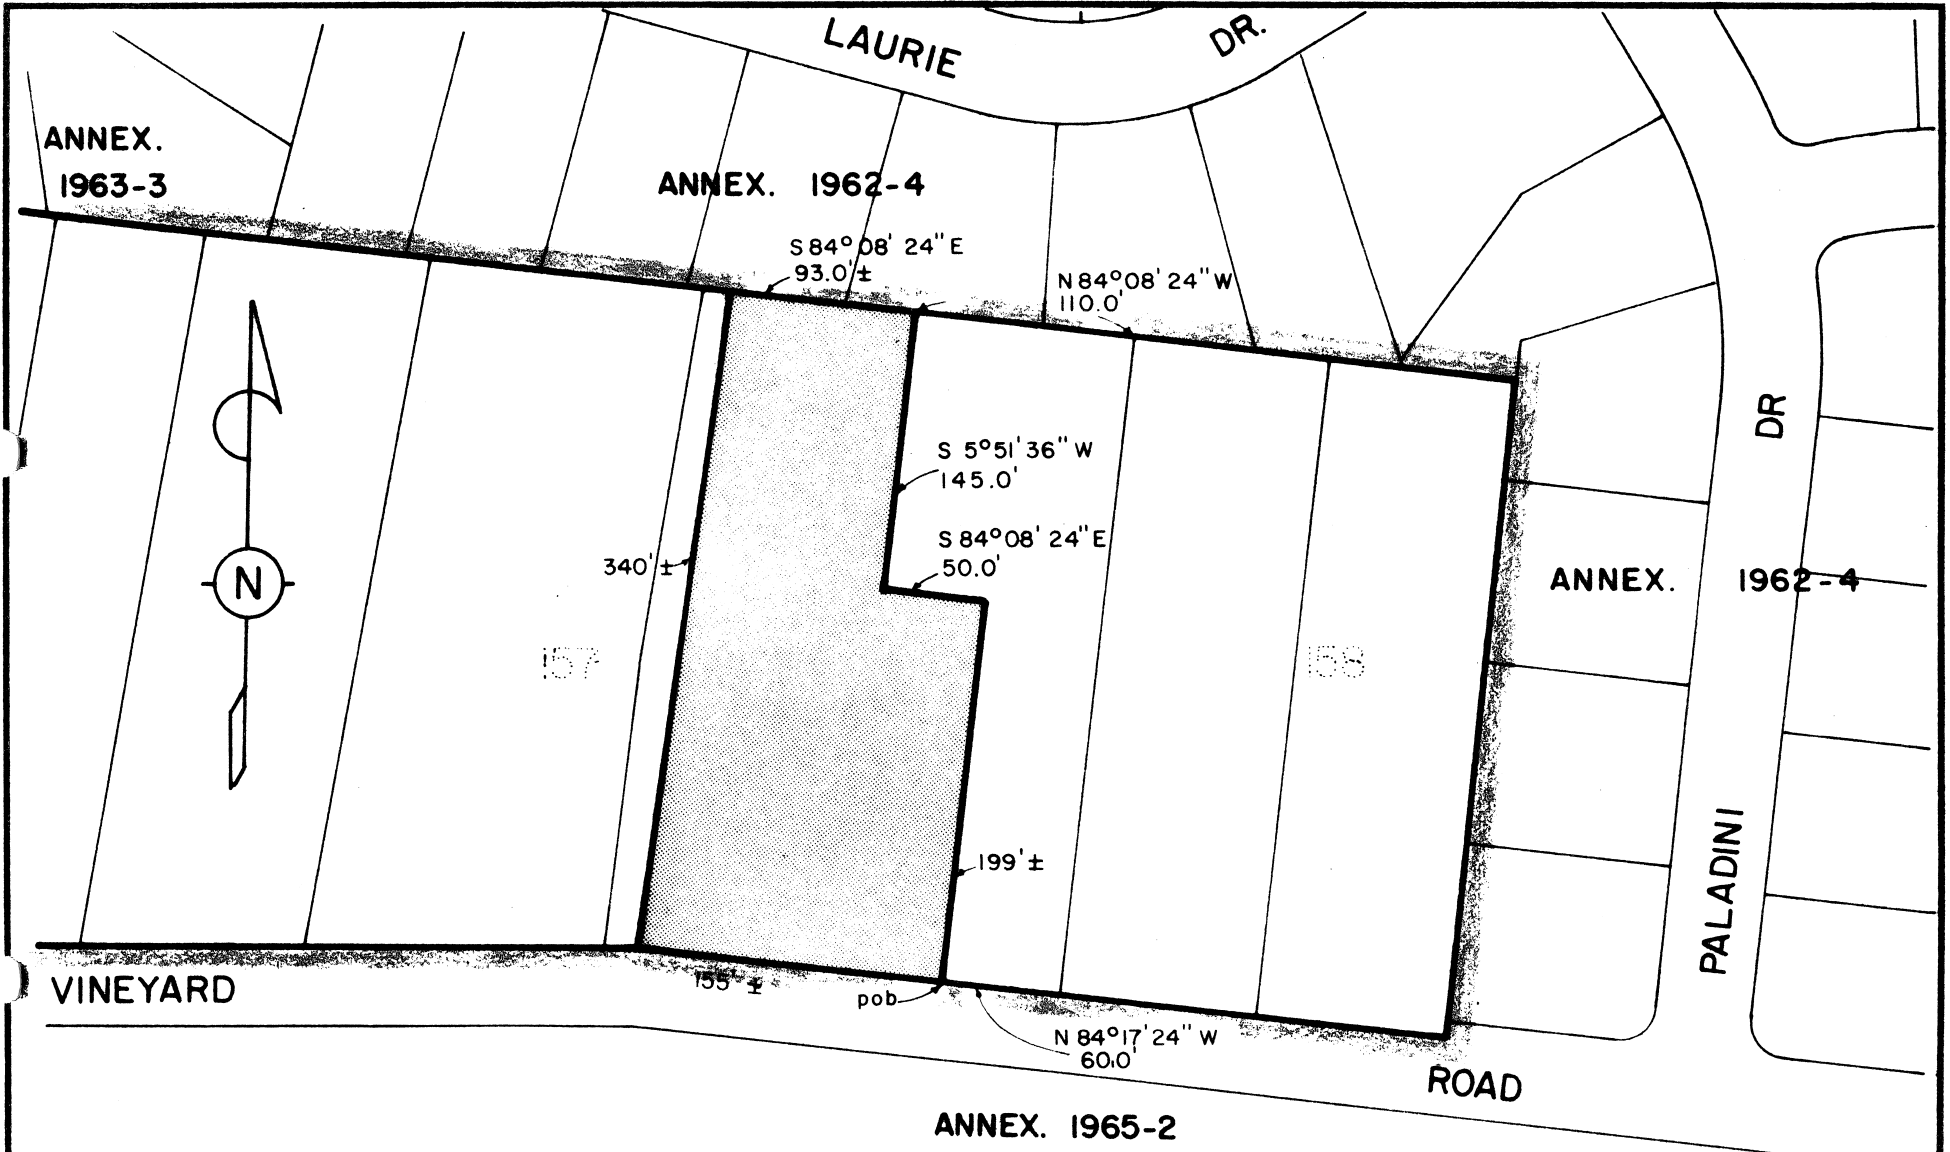 LAURIE
DR.
ANNEX.
1963-3
ANNEX. 1962-4
S 84° 08' 24" E
93.0' ±
N 84° 08' 24" W
110.0'
S 5° 51' 36" W
145.0'
S 84° 08' 24" E
50.0'
340' ±
N
157
158
DR
ANNEX. 1962-4
199' ±
PALADINI
VINEYARD
155' ±
pob
N 84° 17' 24" W
60.0'
ROAD
ANNEX. 1965-2